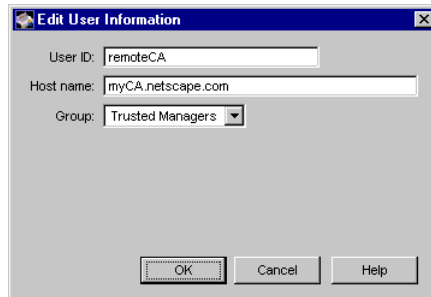 Edit User Information
User ID: remoteCA
Host name: myCA.netscape.com
Group: Trusted Managers
OK Cancel Help